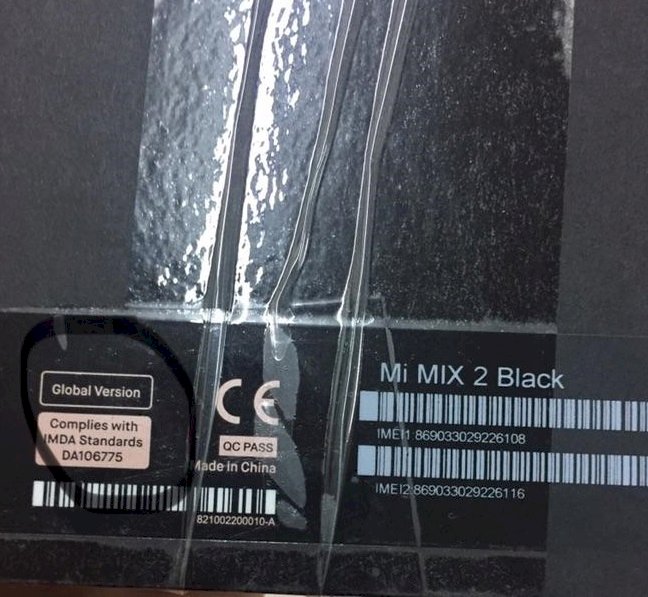 Global Version
Complies with
IMDA Standards
DA106775
CE
QC PASS
Made in China
821002200010-A
Mi MIX 2 Black
IMEI1:869033029226108
IMEI2:869033029226116